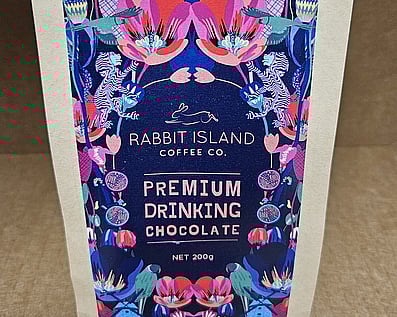 RABBIT ISLAND
COFFEE CO.
PREMIUM
DRINKING
CHOCOLATE
NET 200g